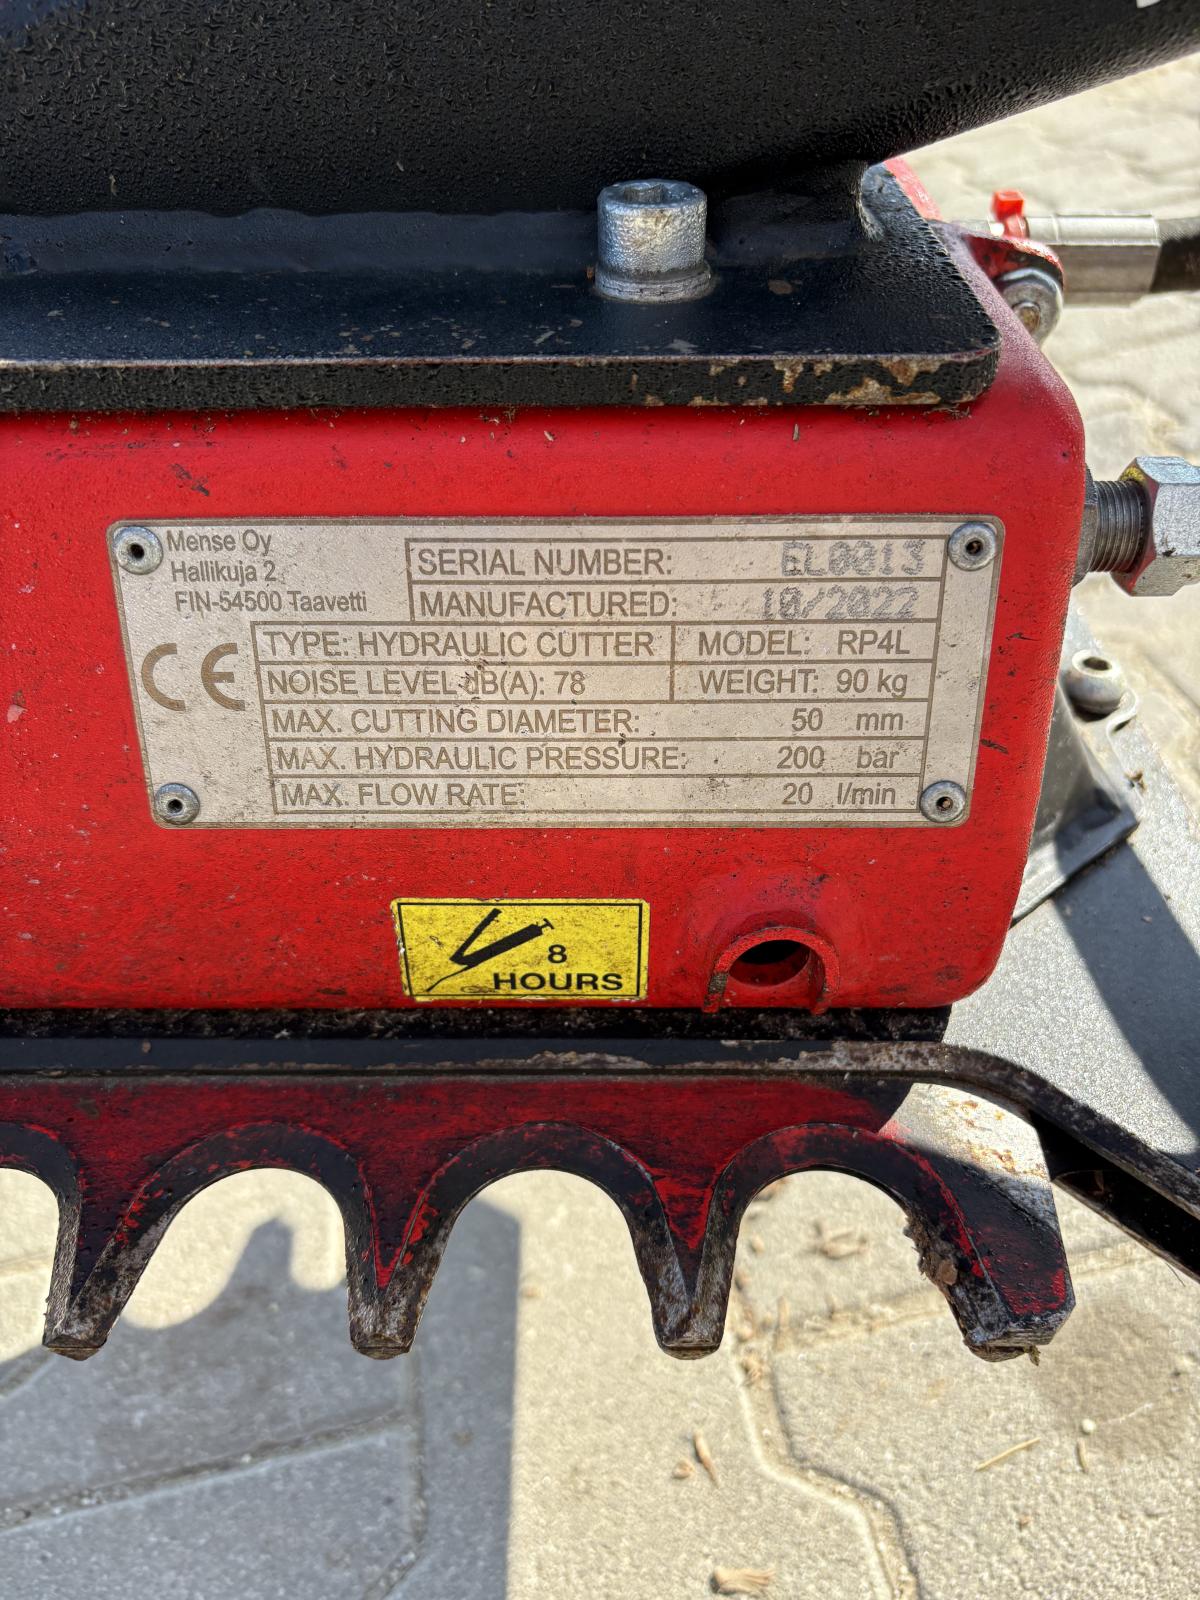 Mense Oy
Hallikuja 2
FIN-54500 Taavetti
CE
SERIAL NUMBER: EL0013
MANUFACTURED: 10/2022
TYPE: HYDRAULIC CUTTER MODEL: RP4L
NOISE LEVEL dB(A): 78 WEIGHT: 90 kg
MAX. CUTTING DIAMETER: 50 mm
MAX. HYDRAULIC PRESSURE: 200 bar
MAX. FLOW RATE: 20 l/min
8
HOURS